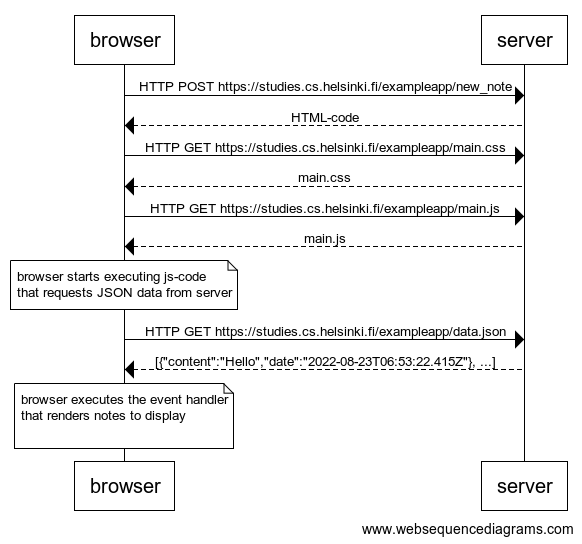 browser
server
HTTP POST https://studies.cs.helsinki.fi/exampleapp/new_note
HTML-code
HTTP GET https://studies.cs.helsinki.fi/exampleapp/main.css
main.css
HTTP GET https://studies.cs.helsinki.fi/exampleapp/main.js
main.js
browser starts executing js-code
that requests JSON data from server
HTTP GET https://studies.cs.helsinki.fi/exampleapp/data.json
[{"content":"Hello","date":"2022-08-23T06:53:22.415Z"}, ...]
browser executes the event handler
that renders notes to display
browser
server
www.websequencediagrams.com